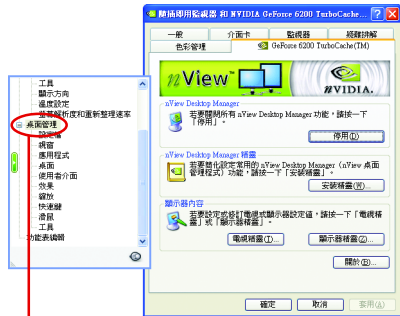 隨插即用監視器 和 NVIDIA GeForce 6200 TurboCache...
一般
介面卡
監視器
疑難排解
色彩管理
GeForce 6200 TurboCache(TM)
nView
NVIDIA.
nView Desktop Manager
若要關閉所有 nView Desktop Manager 功能，請按一下
「停用」。
停用(D)
nView Desktop Manager 精靈
若要簡化設定常用的 nView Desktop Manager (nView 桌面
管理程式) 功能，請按一下「安裝精靈」。
安裝精靈(W)...
顯示器內容
若要設定或修訂電視或顯示器設定值，請按一下「電視精
靈」或「顯示器精靈」。
電視精靈(T)...
顯示器精靈(Z)...
關於(B)...
確定
取消
套用(A)
工具
顯示方向
溫度設定
螢幕解析度和重新整理速率
桌面管理
設定檔
視窗
應用程式
桌面
使用者介面
效果
縮放
快速鍵
滑鼠
工具
功能表編輯